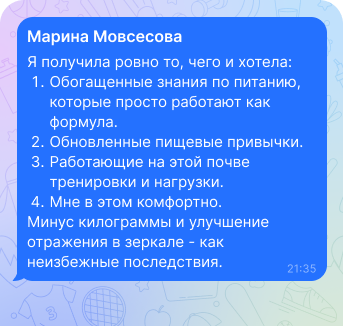 Марина Мовсесова
Я получила ровно то, чего и хотела:
1. Обогащенные знания по питанию,
которые просто работают как
формула.
2. Обновленные пищевые привычки.
3. Работающие на этой почве
тренировки и нагрузки.
4. Мне в этом комфортно.
Минус килограммы и улучшение
отражения в зеркале - как
неизбежные последствия.
21:35